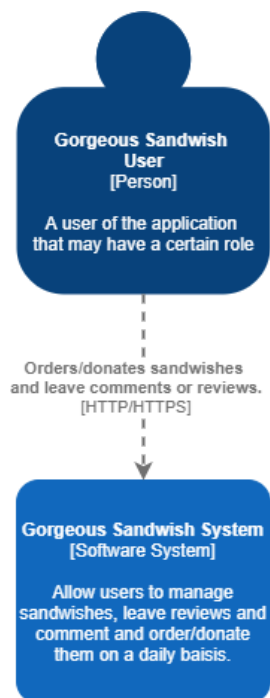 Gorgeous Sandwish
User
[Person]
A user of the application
that may have a certain role
Orders/donates sandwishes
and leave comments or reviews.
[HTTP/HTTPS]
Gorgeous Sandwish System
[Software System]
Allow users to manage
sandwishes, leave reviews and
comment and order/donate
them on a daily baisis.